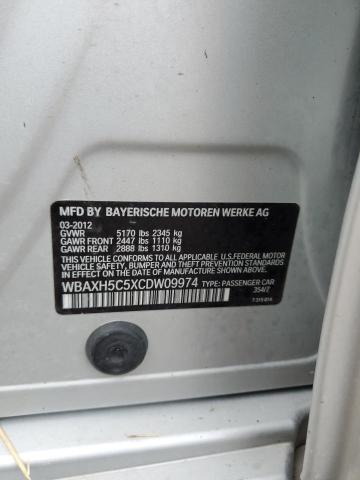 MFD BY BAYERISCHE MOTOREN WERKE AG
03-2012
GVWR 5170 lbs 2345 kg
GAWR FRONT 2447 lbs 1110 kg
GAWR REAR 2888 lbs 1310 kg
THIS VEHICLE CONFORMS TO ALL APPLICABLE U.S.FEDERAL MOTOR
VEHICLE SAFETY, BUMPER, AND THEFT PREVENTION STANDARDS
IN EFFECT ON THE DATE OF MANUFACTURE SHOWN ABOVE.
WBAXH5C5XCDW09974 TYPE: PASSENGER CAR
354/7